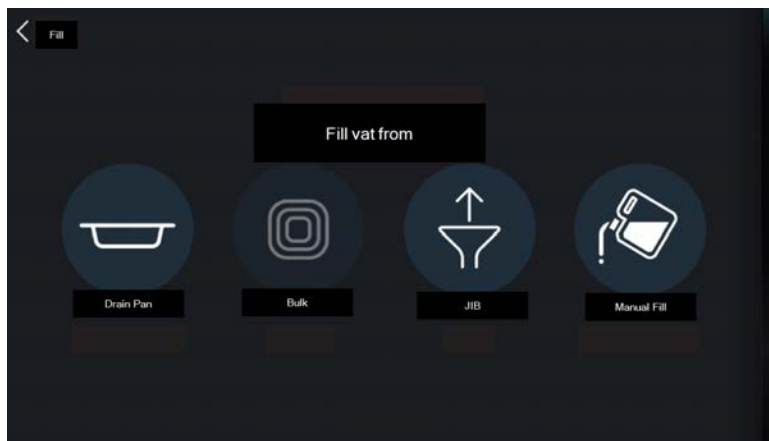 Fill
Fill vat from
Drain Pan
Bulk
JIB
Manual Fill